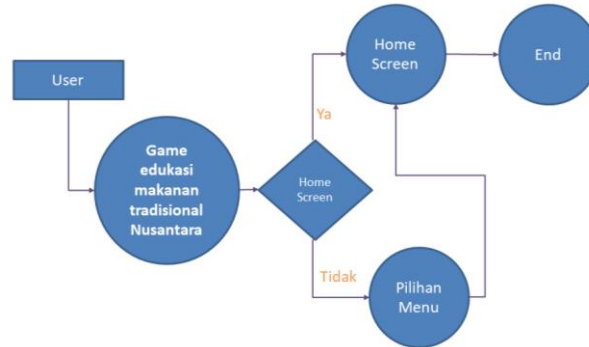 User
Game
edukasi
makanan
tradisional
Nusantara
Home
Screen
Ya
Tidak
Home
Screen
End
Pilihan
Menu